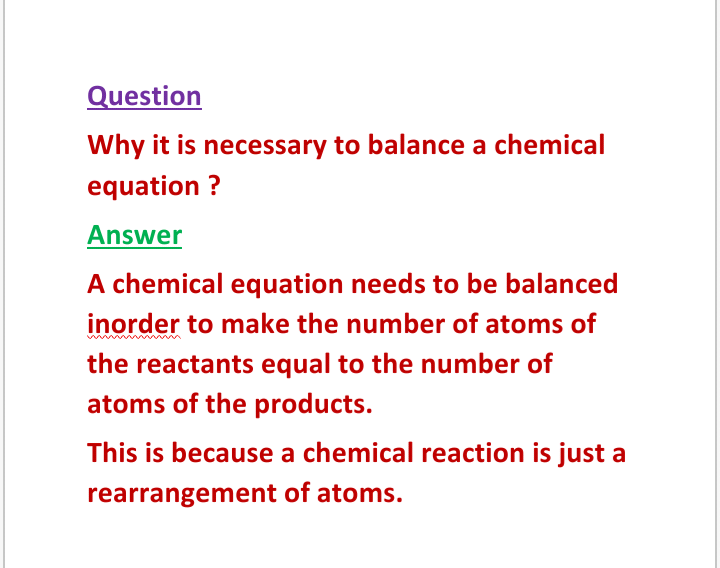 Question
Why it is necessary to balance a chemical
equation ?
Answer
A chemical equation needs to be balanced
inorder to make the number of atoms of
the reactants equal to the number of
atoms of the products.
This is because a chemical reaction is just a
rearrangement of atoms.